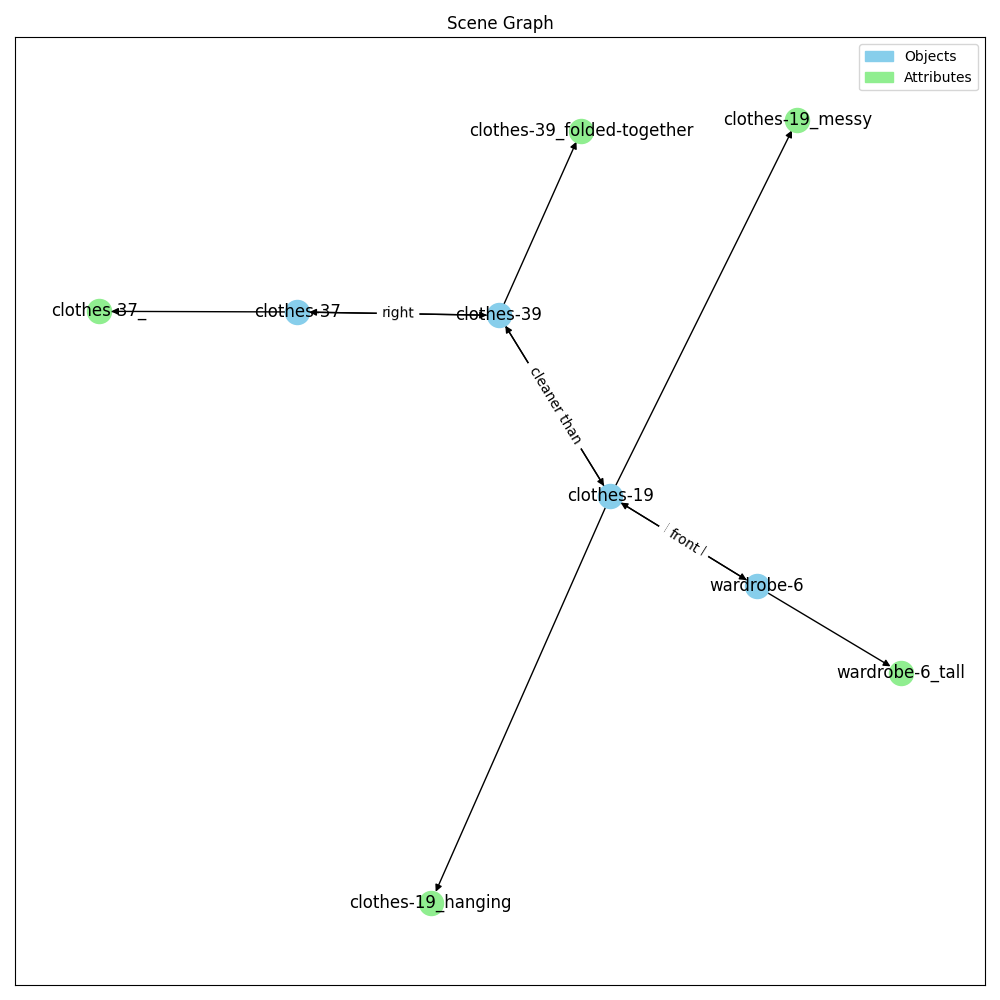 Scene Graph
Objects
Attributes
clothes-39_folded-together
clothes-19_messy
clothes-37_
clothes-37
right
clothes-39
cleaner than
clothes-19
front
wardrobe-6
wardrobe-6_tall
clothes-19_hanging